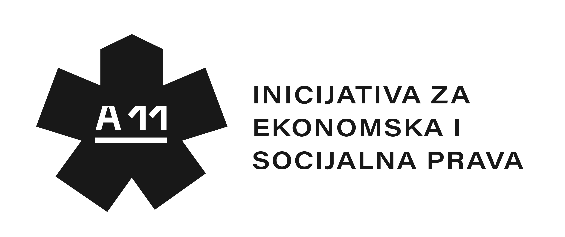 A 11
INICIJATIVA ZA
EKONOMSKA I
SOCIJALNA PRAVA